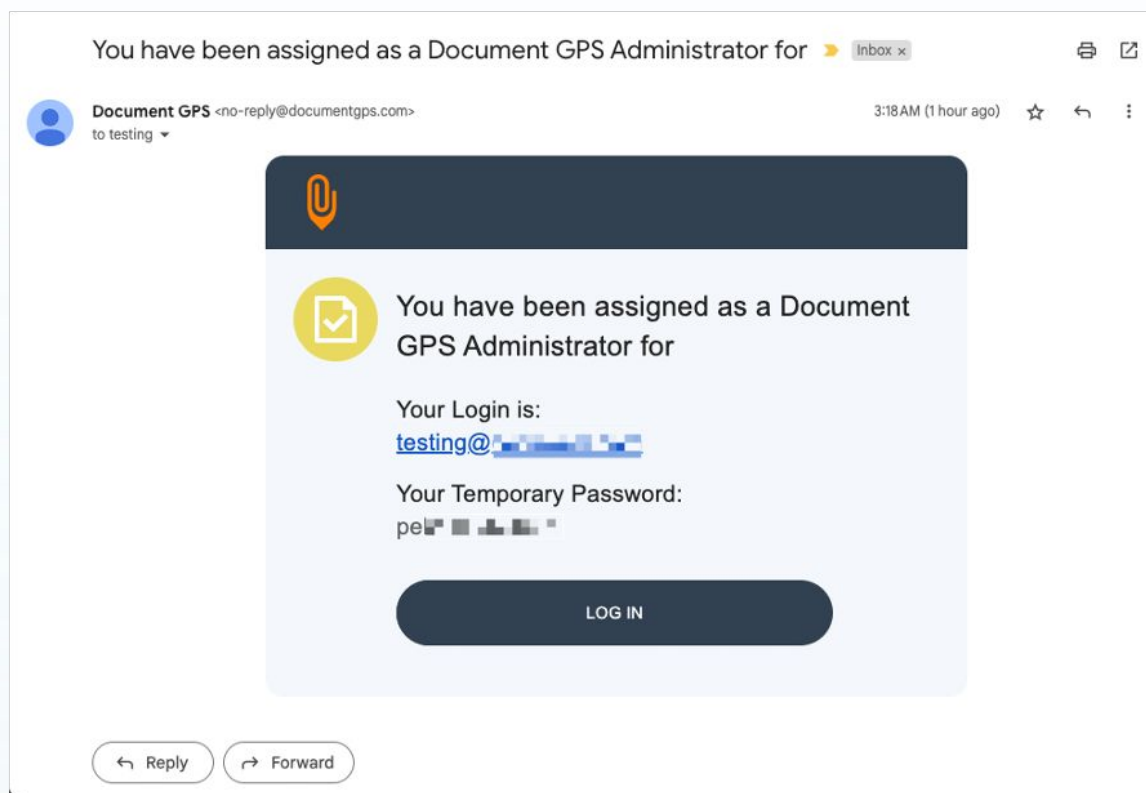 You have been assigned as a Document GPS Administrator for Inbox ×
Document GPS <no-reply@documentgps.com> 3:18 AM (1 hour ago)
to testing
You have been assigned as a Document
GPS Administrator for
Your Login is:
testing@
Your Temporary Password:
LOG IN
Reply Forward